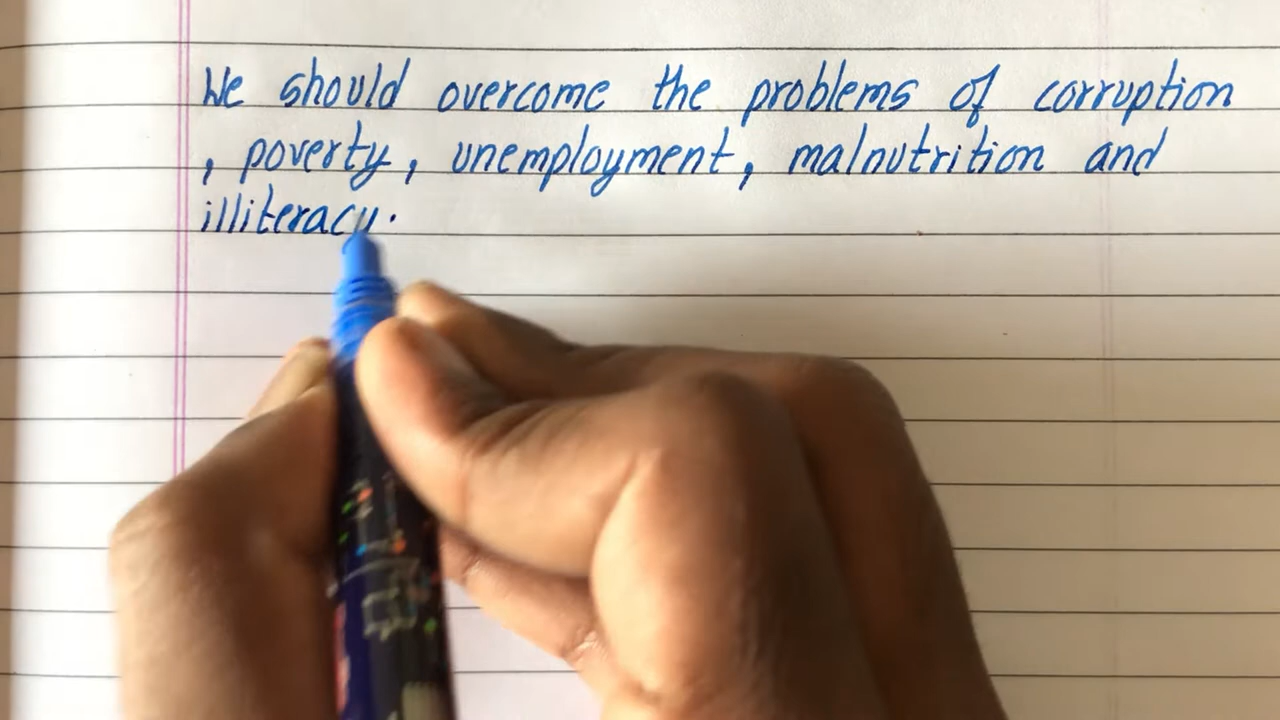 We should overcome the problems of corruption
, poverty, unemployment, malnutrition and
illiteracy.